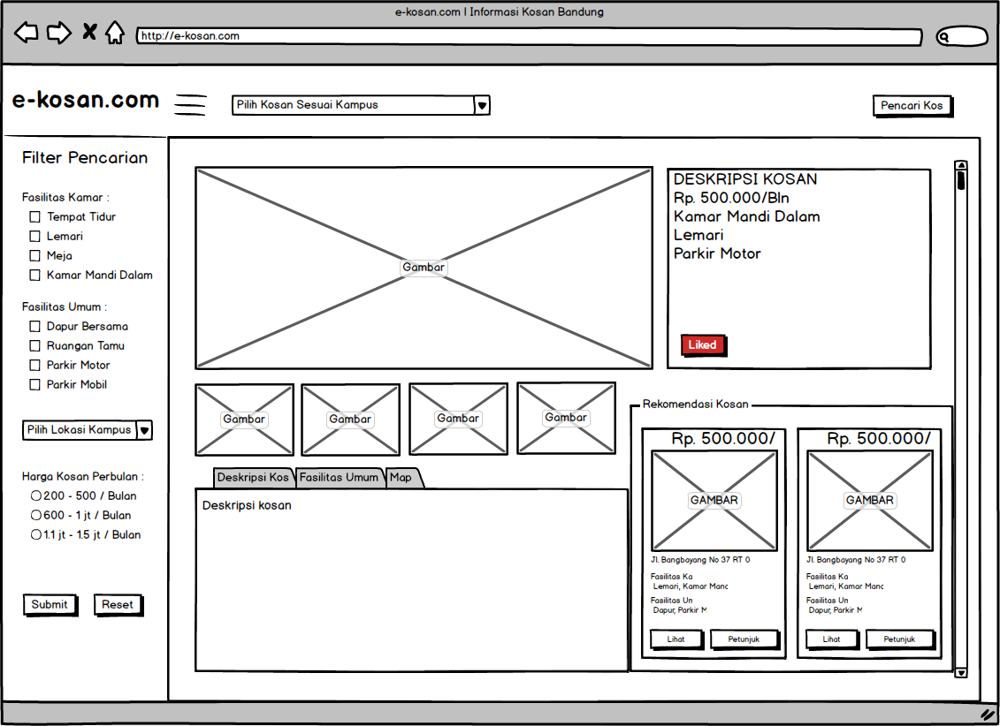 e-kosan.com | Informasi Kosan Bandung
http://e-kosan.com
e-kosan.com
Pilih Kosan Sesuai Kampus
Pencari Kos
Filter Pencarian
Fasilitas Kamar :
Tempat Tidur
Lemari
Meja
Kamar Mandi Dalam
Fasilitas Umum :
Dapur Bersama
Ruangan Tamu
Parkir Motor
Parkir Mobil
Pilih Lokasi Kampus
Harga Kosan Perbulan :
200 - 500 / Bulan
600 - 1 jt / Bulan
1.1 jt - 1.5 jt / Bulan
Submit
Reset
Gambar
DESKRIPSI KOSAN
Rp. 500.000/Bln
Kamar Mandi Dalam
Lemari
Parkir Motor
Liked
Gambar
Gambar
Gambar
Gambar
Deskripsi Kos
Fasilitas Umum
Map
Deskripsi kosan
Rekomendasi Kosan
Rp. 500.000/
GAMBAR
Jl. Bangbayang No 37 RT 0
Fasilitas Ka
Lemari, Kamar Manc
Fasilitas Un
Dapur, Parkir M
Lihat
Petunjuk
Rp. 500.000/
GAMBAR
Jl. Bangbayang No 37 RT 0
Fasilitas Ka
Lemari, Kamar Manc
Fasilitas Un
Dapur, Parkir M
Lihat
Petunjuk